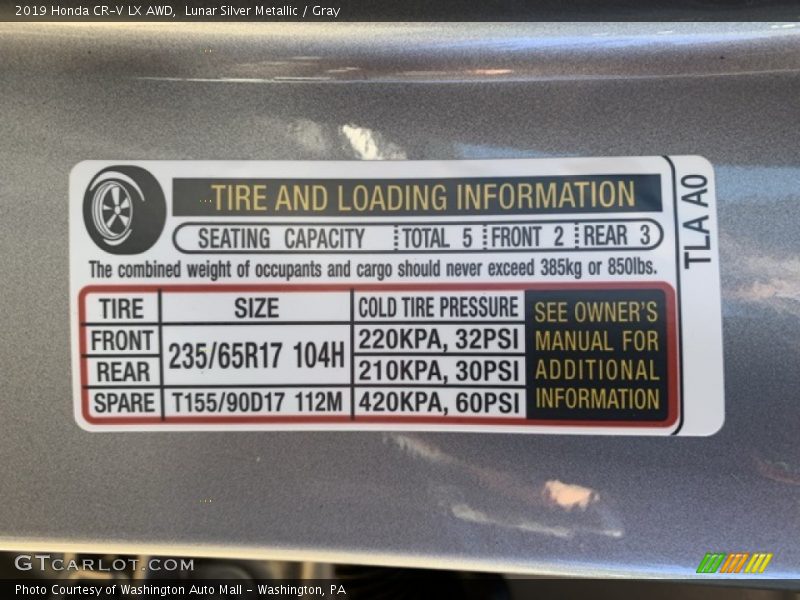 2019 Honda CR-V LX AWD,  Lunar Silver Metallic / Gray
TIRE AND LOADING INFORMATION
SEATING CAPACITY TOTAL 5 FRONT 2 REAR 3
The combined weight of occupants and cargo should never exceed 385kg or 850lbs.
TIRE SIZE COLD TIRE PRESSURE
FRONT 235/65R17 104H 220KPA, 32PSI
REAR 210KPA, 30PSI
SPARE T155/90D17 112M 420KPA, 60PSI
SEE OWNER'S
MANUAL FOR
ADDITIONAL
INFORMATION
TLA A0
GTCARLOT.COM
Photo Courtesy of Washington Auto Mall - Washington, PA